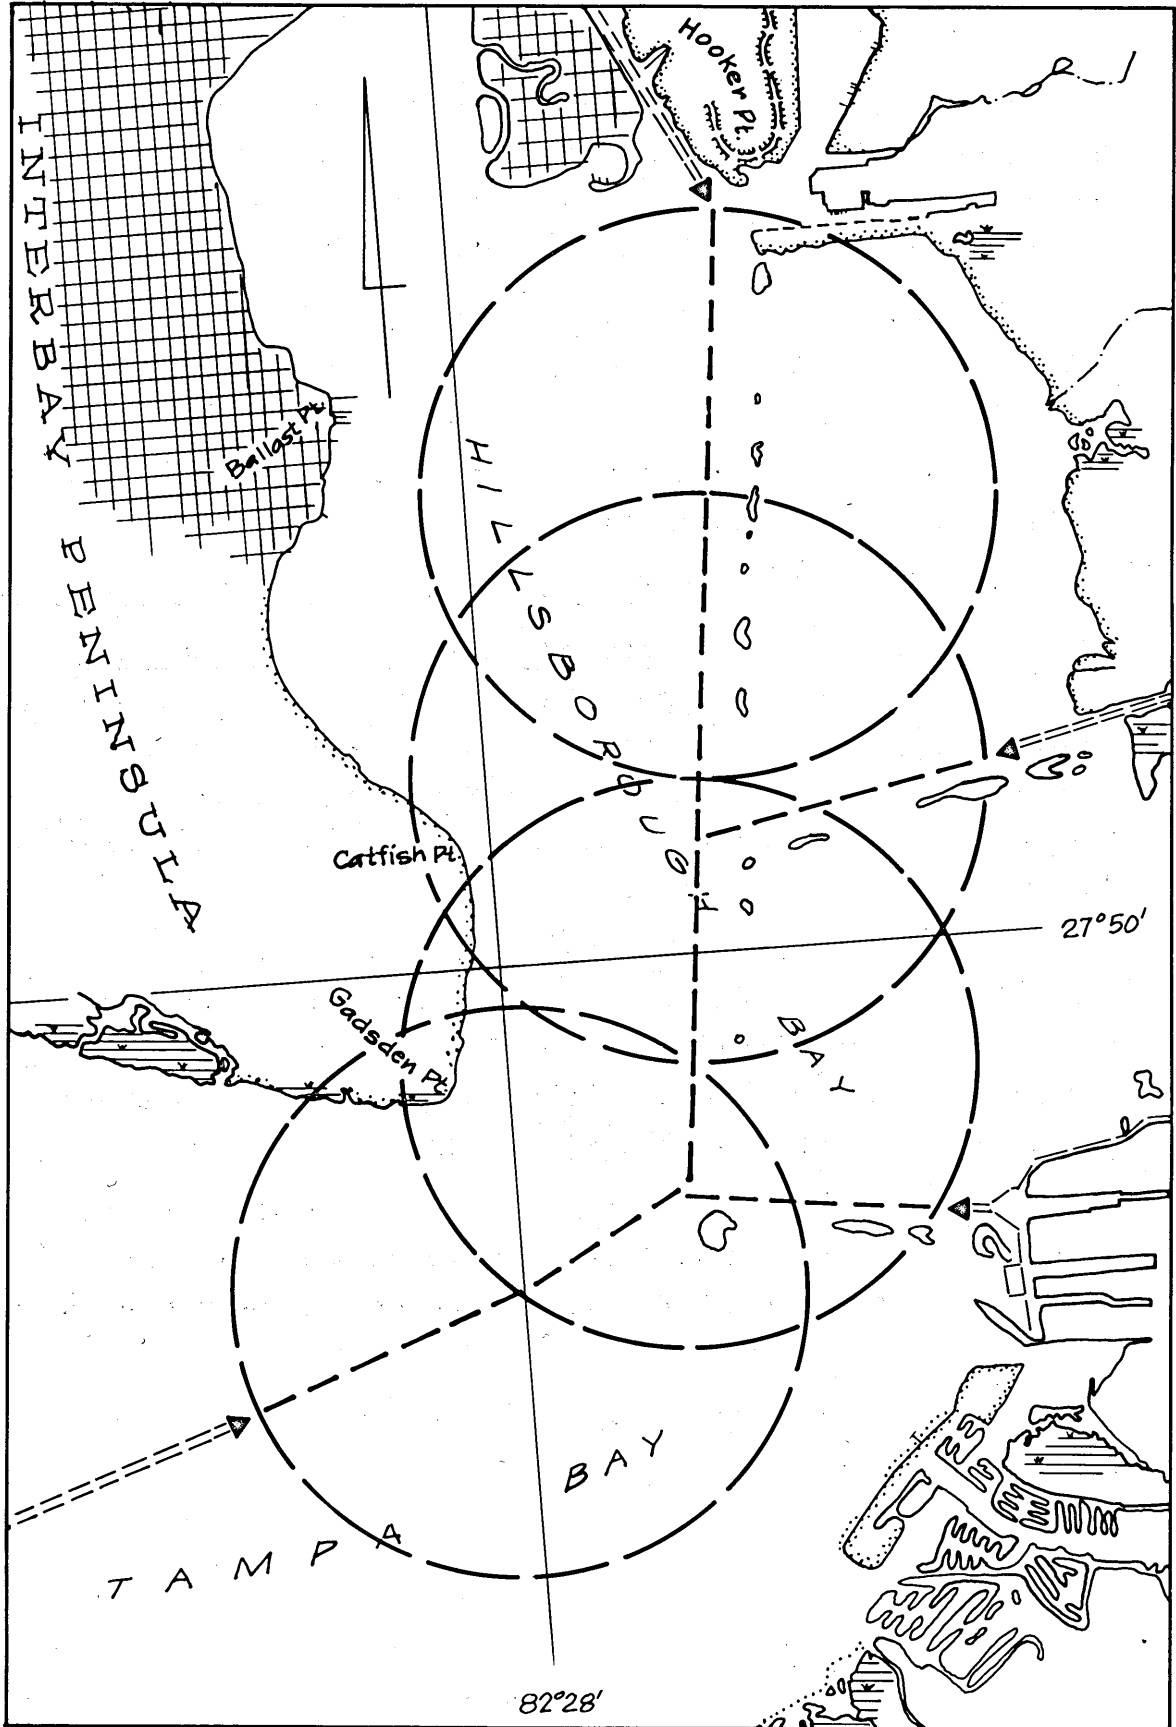 Hooker Pt.
INTERBAY
PENINSULA
Ballast Pt.
HILLSBOROUGH
BAY
Catfish Pt.
27°50'
Gadsden Pt.
TAMPA BAY
82°28'